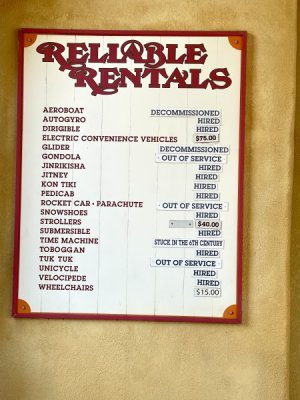 RELIABLE
RENTALS
AEROBOAT DECOMMISSIONED
AUTOGYRO HIRED
DIRIGIBLE HIRED
ELECTRIC CONVENIENCE VEHICLES $75.00
GLIDER DECOMMISSIONED
GONDOLA OUT OF SERVICE
JINRIKISHA HIRED
JITNEY HIRED
KON TIKI HIRED
PEDICAB HIRED
ROCKET CAR · PARACHUTE OUT OF SERVICE
SNOWSHOES HIRED
STROLLERS $40.00
SUBMERSIBLE HIRED
TIME MACHINE STUCK IN THE 6TH CENTURY
TOBOGGAN HIRED
TUK TUK OUT OF SERVICE
UNICYCLE HIRED
VELOCIPEDE HIRED
WHEELCHAIRS $15.00